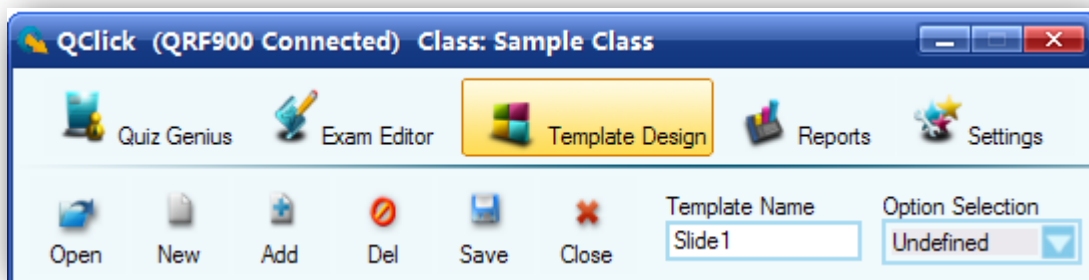 QClick (QRF900 Connected) Class: Sample Class
Quiz Genius Exam Editor Template Design Reports Settings
Template Name Option Selection
Open New Add Del Save Close Slide1 Undefined